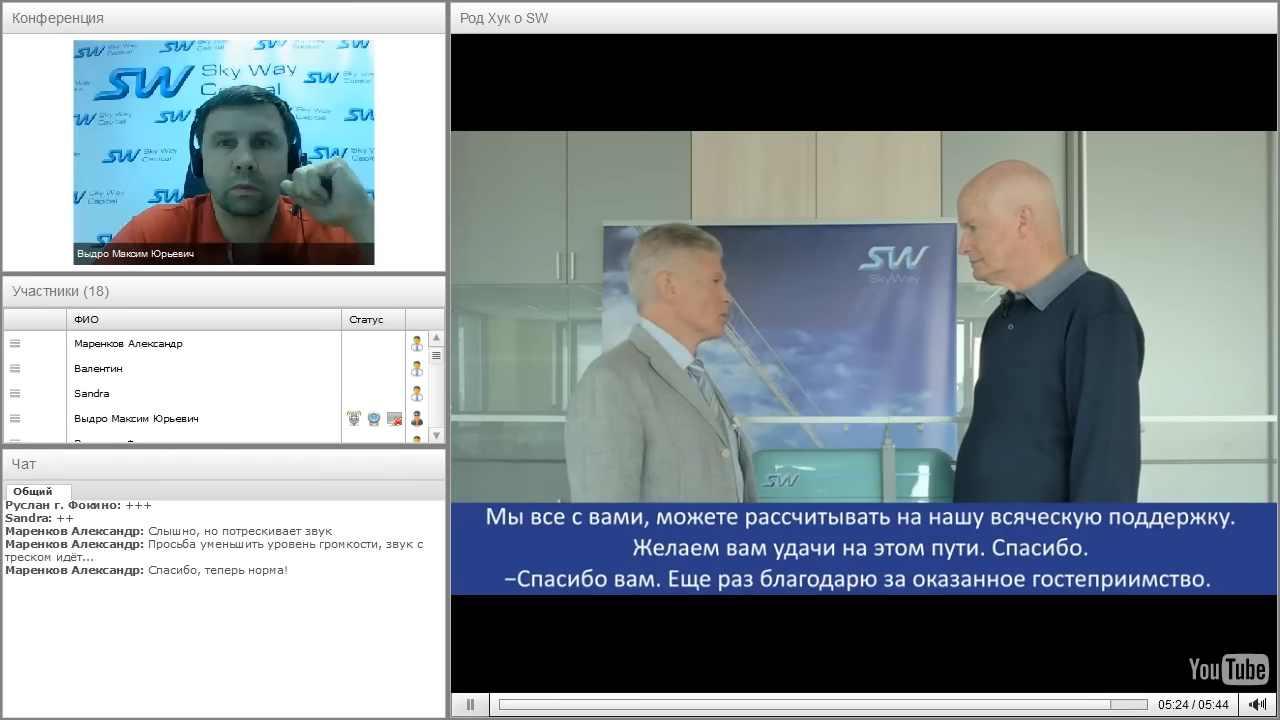 Конференция
SW Sky Way Capital
Выдро Максим Юрьевич
Участники (18)
ФИО Статус
Маренков Александр
Валентин
Sandra
Выдро Максим Юрьевич
Чат
Общий
Руслан г. Фокино: +++
Sandra: ++
Маренков Александр: Слышно, но потрескивает звук
Маренков Александр: Просьба уменьшить уровень громкости, звук с
треском идёт...
Маренков Александр: Спасибо, теперь норма!
Род Хук о SW
SW
SkyWay
SW
Мы все с вами, можете рассчитывать на нашу всяческую поддержку.
Желаем вам удачи на этом пути. Спасибо.
–Спасибо вам. Еще раз благодарю за оказанное гостеприимство.
YouTube
05:24 / 05:44